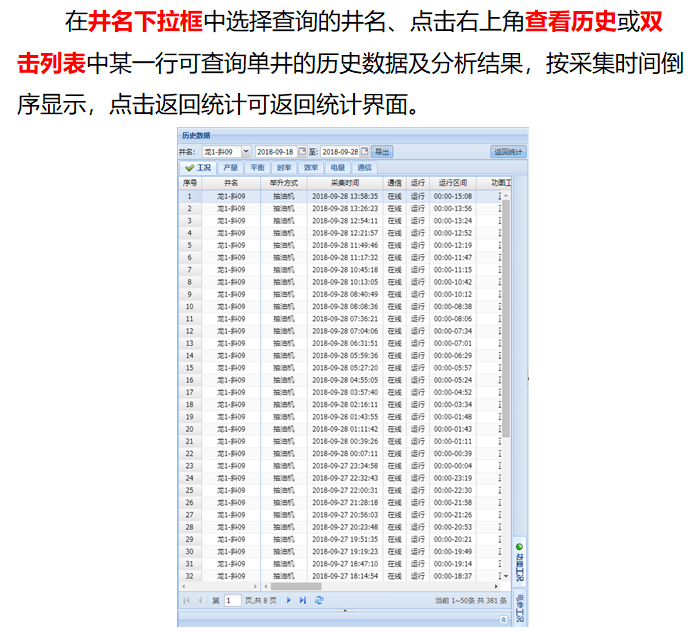 在井名下拉框中选择查询的井名、点击右上角查看历史或双
击列表中某一行可查询单井的历史数据及分析结果，按采集时间倒
序显示，点击返回统计可返回统计界面。
历史数据
井名: 龙1-斜09 2018-09-18 至: 2018-09-28 导出 返回统计
工况 产量 平衡 时率 效率 电量 通信
序号 井名 举升方式 采集时间 通信 运行 运行区间 功图工
1 龙1-斜09 抽油机 2018-09-28 13:58:35 在线 运行 00:00-15:08
2 龙1-斜09 抽油机 2018-09-28 13:26:23 在线 运行 00:00-13:56
3 龙1-斜09 抽油机 2018-09-28 12:54:11 在线 运行 00:00-13:24
4 龙1-斜09 抽油机 2018-09-28 12:21:57 在线 运行 00:00-12:52
5 龙1-斜09 抽油机 2018-09-28 11:49:46 在线 运行 00:00-12:19
6 龙1-斜09 抽油机 2018-09-28 11:17:32 在线 运行 00:00-11:47
7 龙1-斜09 抽油机 2018-09-28 10:45:18 在线 运行 00:00-11:15
8 龙1-斜09 抽油机 2018-09-28 10:13:05 在线 运行 00:00-10:42
9 龙1-斜09 抽油机 2018-09-28 08:40:49 在线 运行 00:00-10:12
10 龙1-斜09 抽油机 2018-09-28 08:08:36 在线 运行 00:00-08:38
11 龙1-斜09 抽油机 2018-09-28 07:36:21 在线 运行 00:00-08:06
12 龙1-斜09 抽油机 2018-09-28 07:04:06 在线 运行 00:00-07:34
13 龙1-斜09 抽油机 2018-09-28 06:31:51 在线 运行 00:00-07:01
14 龙1-斜09 抽油机 2018-09-28 05:59:36 在线 运行 00:00-06:29
15 龙1-斜09 抽油机 2018-09-28 05:27:20 在线 运行 00:00-05:57
16 龙1-斜09 抽油机 2018-09-28 04:55:05 在线 运行 00:00-05:24
17 龙1-斜09 抽油机 2018-09-28 03:57:40 在线 运行 00:00-04:52
18 龙1-斜09 抽油机 2018-09-28 02:16:11 在线 运行 00:00-03:34
19 龙1-斜09 抽油机 2018-09-28 01:43:55 在线 运行 00:00-01:48
20 龙1-斜09 抽油机 2018-09-28 01:11:42 在线 运行 00:00-01:43
21 龙1-斜09 抽油机 2018-09-28 00:39:26 在线 运行 00:00-01:11
22 龙1-斜09 抽油机 2018-09-28 00:07:11 在线 运行 00:00-00:39
23 龙1-斜09 抽油机 2018-09-27 23:34:58 在线 运行 00:00-00:04
24 龙1-斜09 抽油机 2018-09-27 22:32:43 在线 运行 00:00-23:19
25 龙1-斜09 抽油机 2018-09-27 22:00:31 在线 运行 00:00-22:30
26 龙1-斜09 抽油机 2018-09-27 21:28:18 在线 运行 00:00-21:58
27 龙1-斜09 抽油机 2018-09-27 20:56:03 在线 运行 00:00-21:26
28 龙1-斜09 抽油机 2018-09-27 20:23:48 在线 运行 00:00-20:53
29 龙1-斜09 抽油机 2018-09-27 19:51:35 在线 运行 00:00-20:21
30 龙1-斜09 抽油机 2018-09-27 19:19:23 在线 运行 00:00-19:49
31 龙1-斜09 抽油机 2018-09-27 18:47:10 在线 运行 00:00-19:14
32 龙1-斜09 抽油机 2018-09-27 18:14:54 在线 运行 00:00-18:37
功图工况
电参工况
第 1 页,共 8 页 当前 1~50条 共 381 条